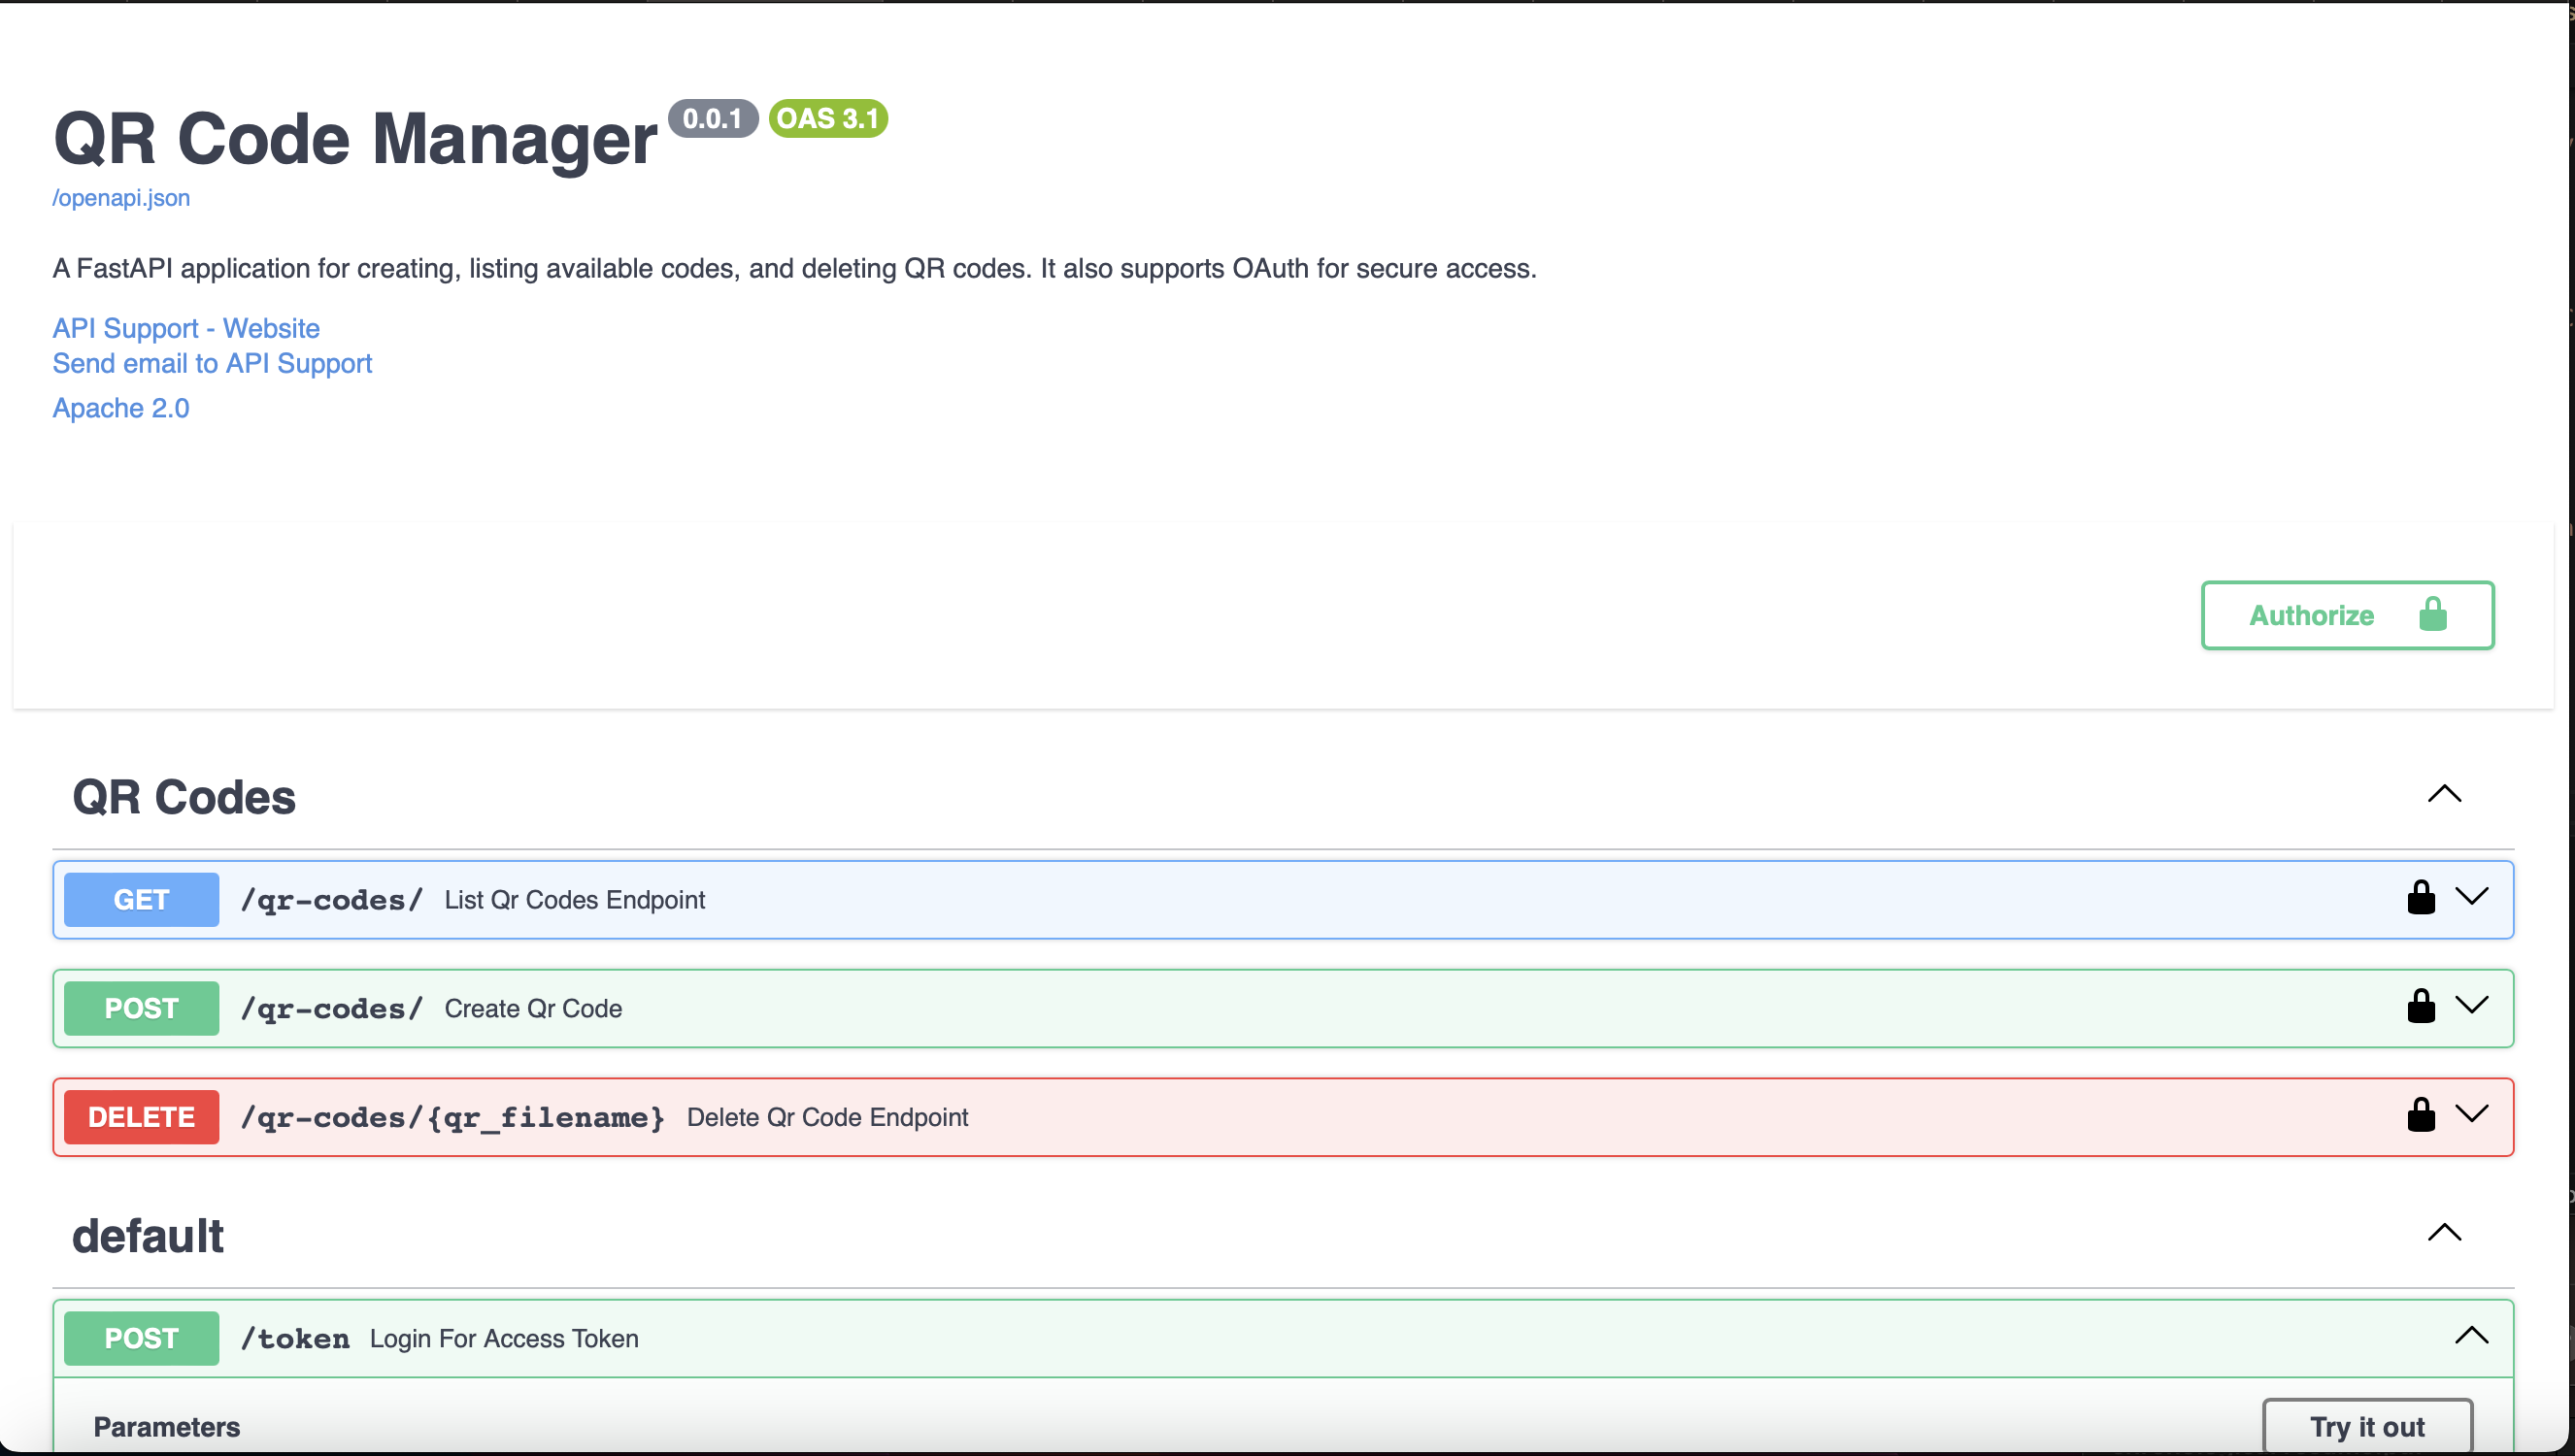 QR Code Manager 0.0.1 OAS 3.1
/openapi.json
A FastAPI application for creating, listing available codes, and deleting QR codes. It also supports OAuth for secure access.
API Support - Website
Send email to API Support
Apache 2.0
Authorize
QR Codes
GET /qr-codes/ List Qr Codes Endpoint
POST /qr-codes/ Create Qr Code
DELETE /qr-codes/{qr_filename} Delete Qr Code Endpoint
default
POST /token Login For Access Token
Parameters Try it out